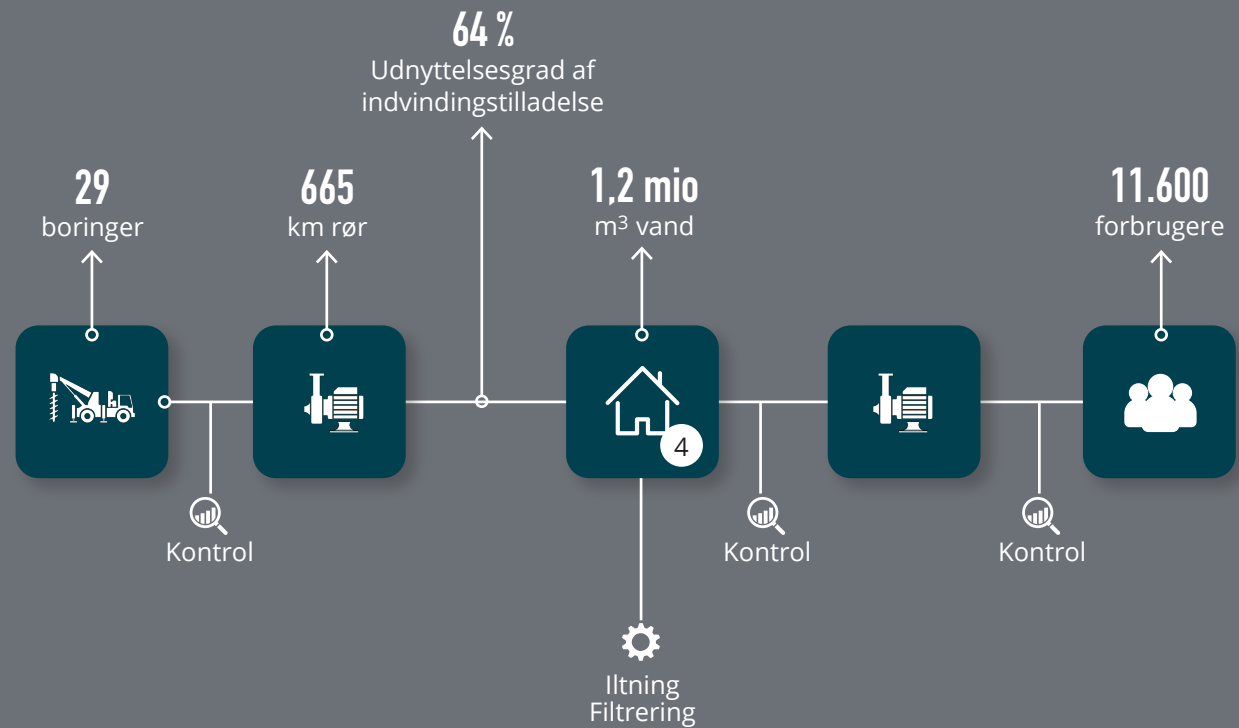 64 %
Udnyttelsesgrad af
indvindingstilladelse
29
boringer
665
km rør
1,2 mio
m³ vand
11.600
forbrugere
4
Kontrol
Kontrol
Kontrol
Iltning
Filtrering